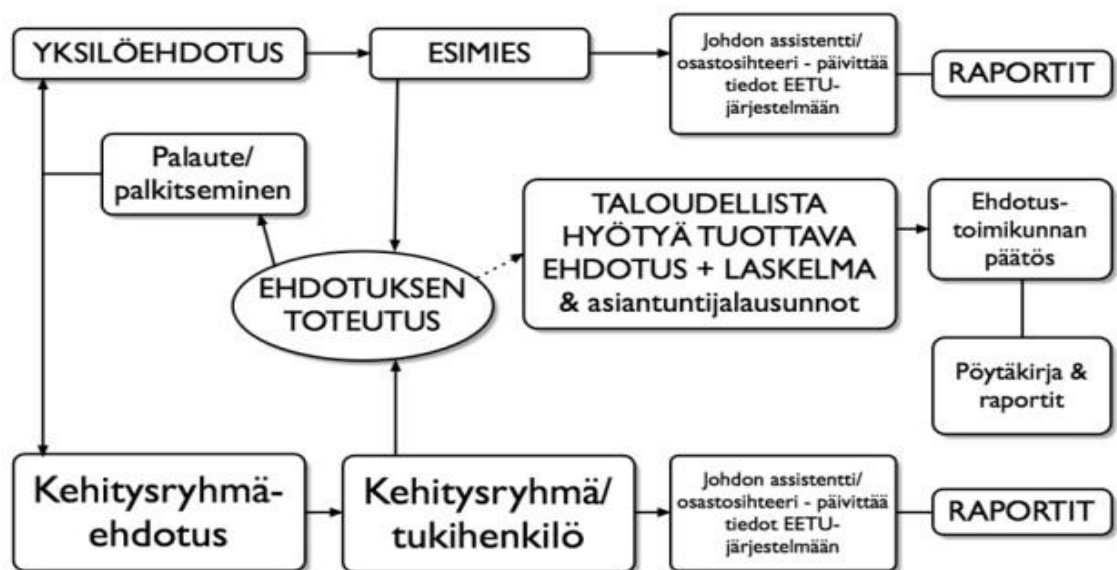 YKSILÖEHDOTUS
ESIMIES
Johdon assistentti/
osastosihteeri - päivittää
tiedot EETU-
järjestelmään
RAPORTIT
Palaute/
palkitseminen
TALOUDELLISTA
HYÖTYÄ TUOTTAVA
EHDOTUS + LASKELMA
& asiantuntijalausunnot
Ehdotus-
toimikunnan
päätös
EHDOTUKSEN
TOTEUTUS
Pöytäkirja &
raportit
Kehitysryhmä-
ehdotus
Kehitysryhmä/
tukihenkilö
Johdon assistentti/
osastosihteeri - päivittää
tiedot EETU-
järjestelmään
RAPORTIT